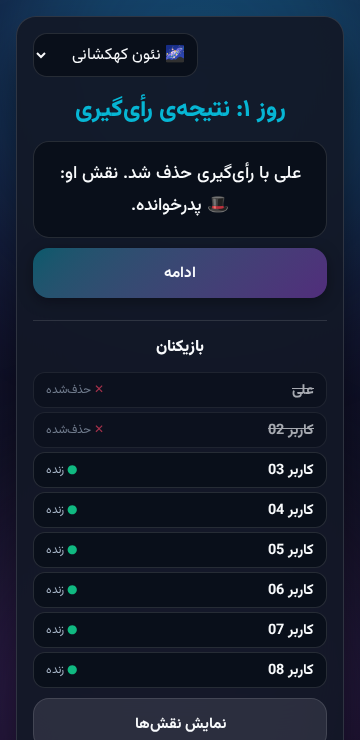 🌌 نئون کهکشانی
روز ۱: نتیجه‌ی رأی‌گیری
علی با رأی‌گیری حذف شد. نقش او:
🎩 پدرخوانده.
ادامه
بازیکنان
علی
× حذف‌شده
کاربر 02
× حذف‌شده
کاربر 03
زنده
کاربر 04
زنده
کاربر 05
زنده
کاربر 06
زنده
کاربر 07
زنده
کاربر 08
زنده
نمایش نقش‌ها